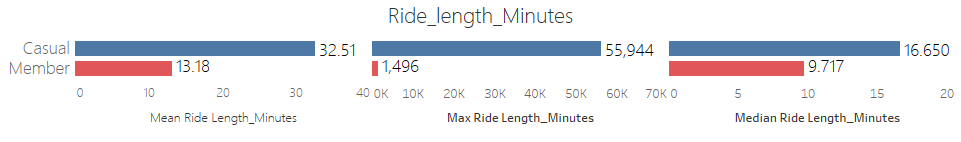 Ride_length_Minutes
Casual 32.51 55,944 16.650
Member 13.18 1,496 9.717
0 10 20 30 40 0K 10K 20K 30K 40K 50K 60K 70K 0 5 10 15 20
Mean Ride Length_Minutes Max Ride Length_Minutes Median Ride Length_Minutes